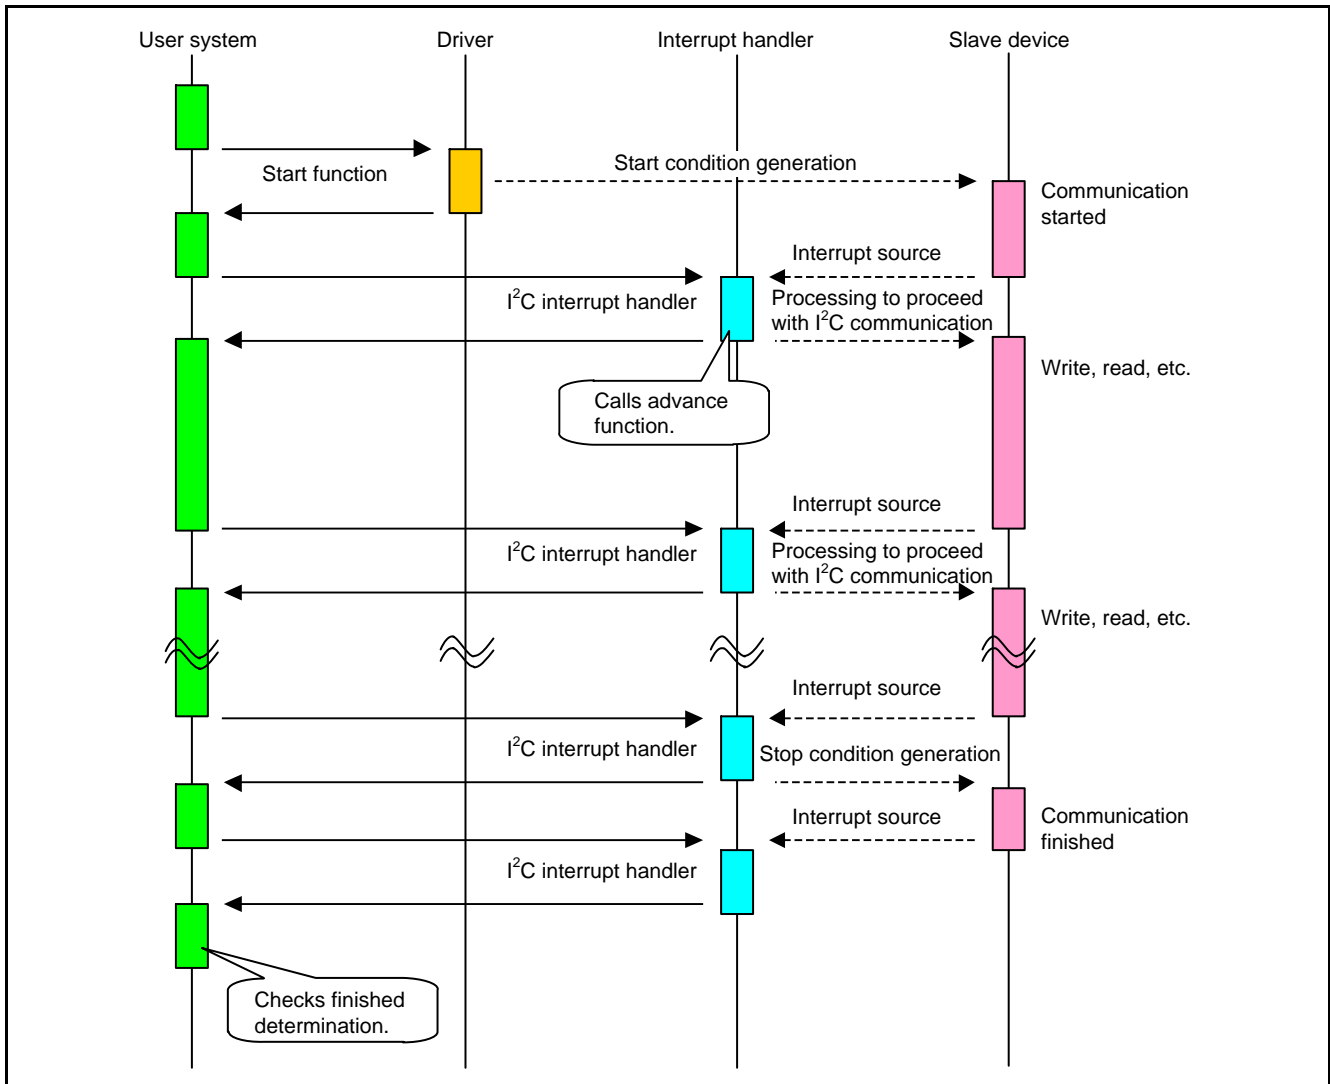 User system
Driver
Interrupt handler
Slave device
Start function
Start condition generation
Communication
started
Interrupt source
I²C interrupt handler
Processing to proceed
with I²C communication
Write, read, etc.
Calls advance
function.
Interrupt source
I²C interrupt handler
Processing to proceed
with I²C communication
Write, read, etc.
Interrupt source
I²C interrupt handler
Stop condition generation
Interrupt source
Communication
finished
I²C interrupt handler
Checks finished
determination.